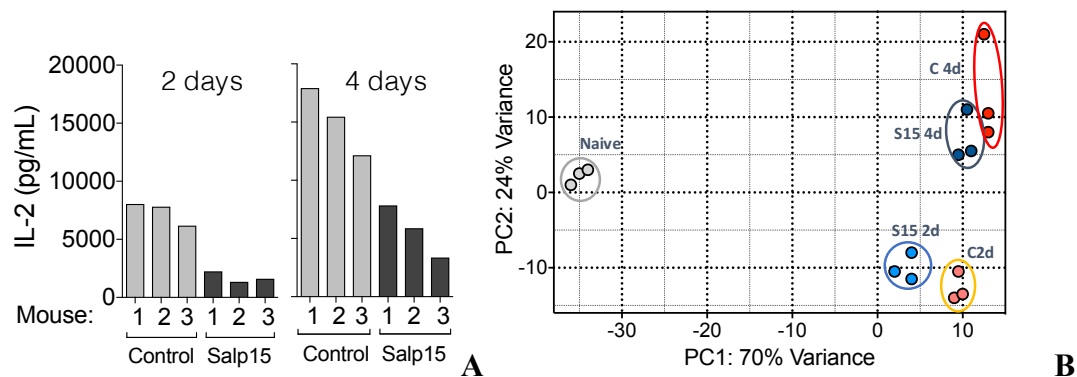 20000
15000
10000
5000
0
IL-2 (pg/mL)
2 days
4 days
Mouse:
1 2 3 1 2 3
1 2 3 1 2 3
Control Salp15
Control Salp15
A
20
10
0
-10
PC2: 24% Variance
C 4d
S15 4d
Naive
S15 2d
C2d
-30 -20 -10 0 10
PC1: 70% Variance
B